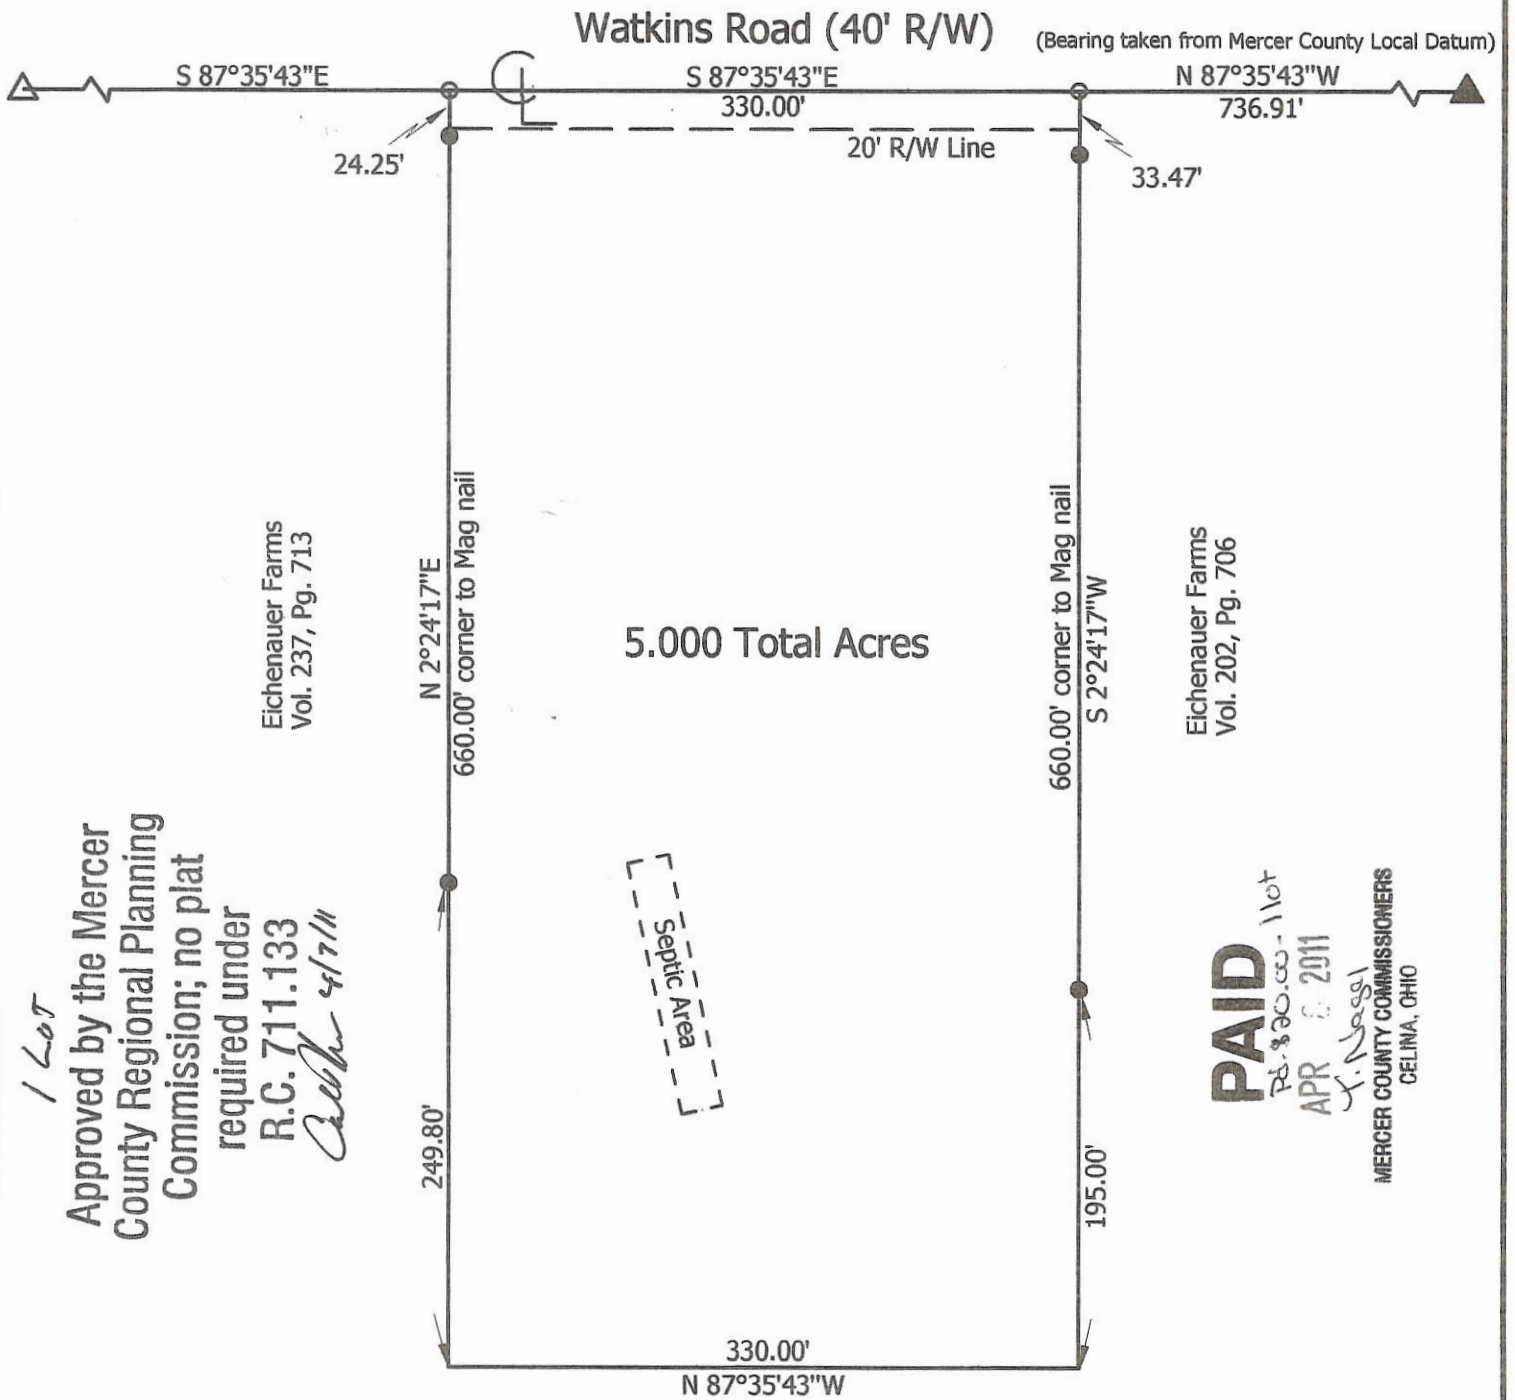 Watkins Road (40' R/W)
(Bearing taken from Mercer County Local Datum)
S 87°35'43"E
S 87°35'43"E
N 87°35'43"W
330.00'
736.91'
20' R/W Line
24.25'
33.47'
Eichenauer Farms
Vol. 237, Pg. 713
N 2°24'17"E
660.00' corner to Mag nail
5.000 Total Acres
660.00' corner to Mag nail
S 2°24'17"W
Eichenauer Farms
Vol. 202, Pg. 706
1 Lot
Approved by the Mercer
County Regional Planning
Commission; no plat
required under
R.C. 711.133
4/7/11
Septic Area
PAID
Pd. $20.00 - 1 lot
APR 6 2011
MERCER COUNTY COMMISSIONERS
CELINA, OHIO
249.80'
195.00'
330.00'
N 87°35'43"W